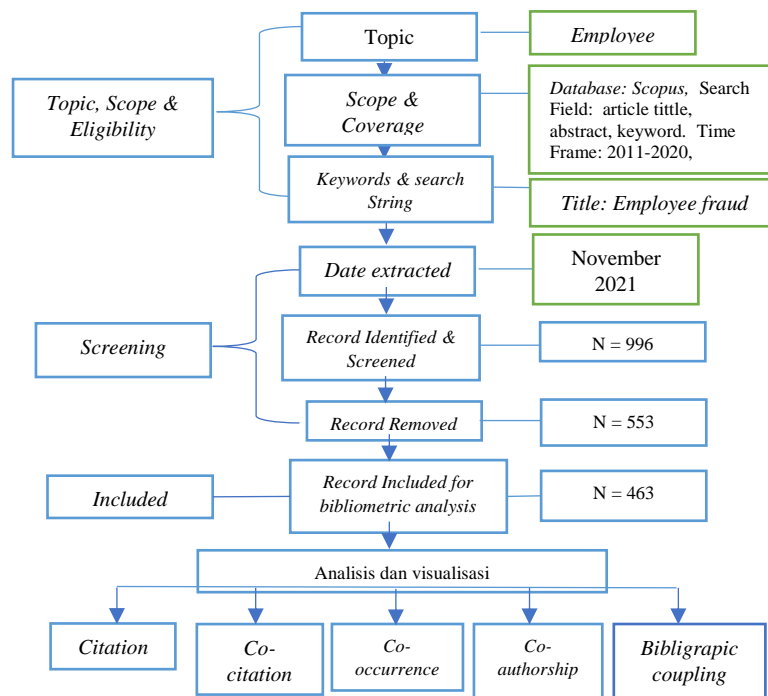 Topic
Employee
Topic, Scope &
Eligibility
Scope &
Coverage
Database: Scopus, Search
Field: article tittle,
abstract, keyword. Time
Frame: 2011-2020,
Keywords & search
String
Title: Employee fraud
Date extracted
November
2021
Screening
Record Identified &
Screened
N = 996
Record Removed
N = 553
Included
Record Included for
bibliometric analysis
N = 463
Analisis dan visualisasi
Citation
Co-
citation
Co-
occurrence
Co-
authorship
Bibligrapic
coupling